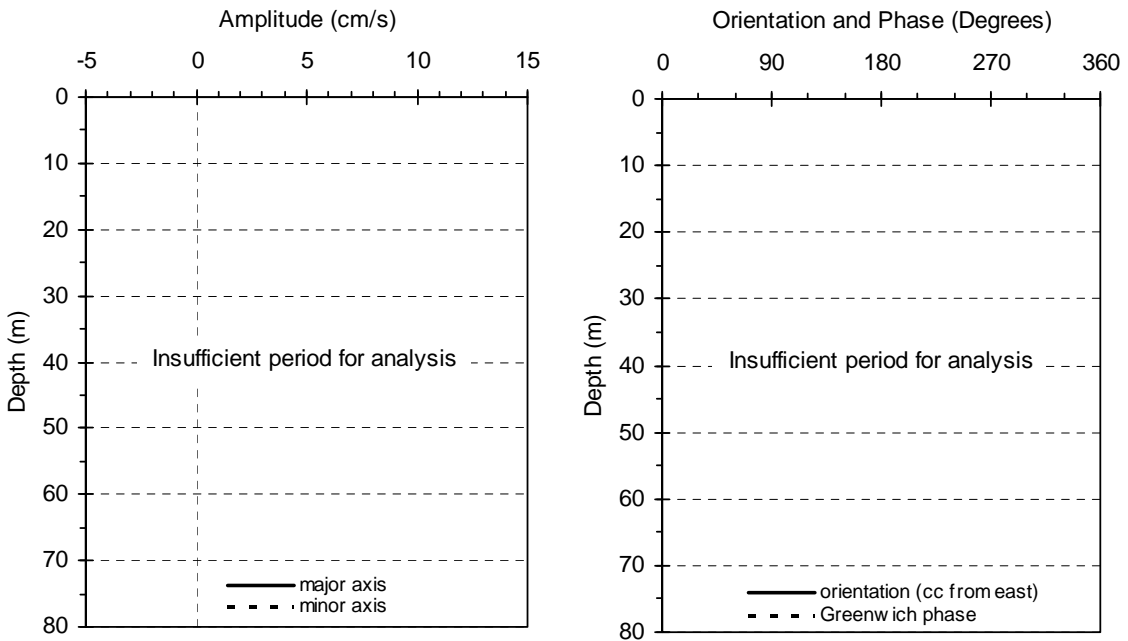 Amplitude (cm/s)
-5 0 5 10 15
0
10
20
30
40
50
60
70
80
Depth (m)
Insufficient period for analysis
major axis
minor axis
Orientation and Phase (Degrees)
0 90 180 270 360
0
10
20
30
40
50
60
70
80
Depth (m)
Insufficient period for analysis
orientation (cc from east)
Greenwich phase